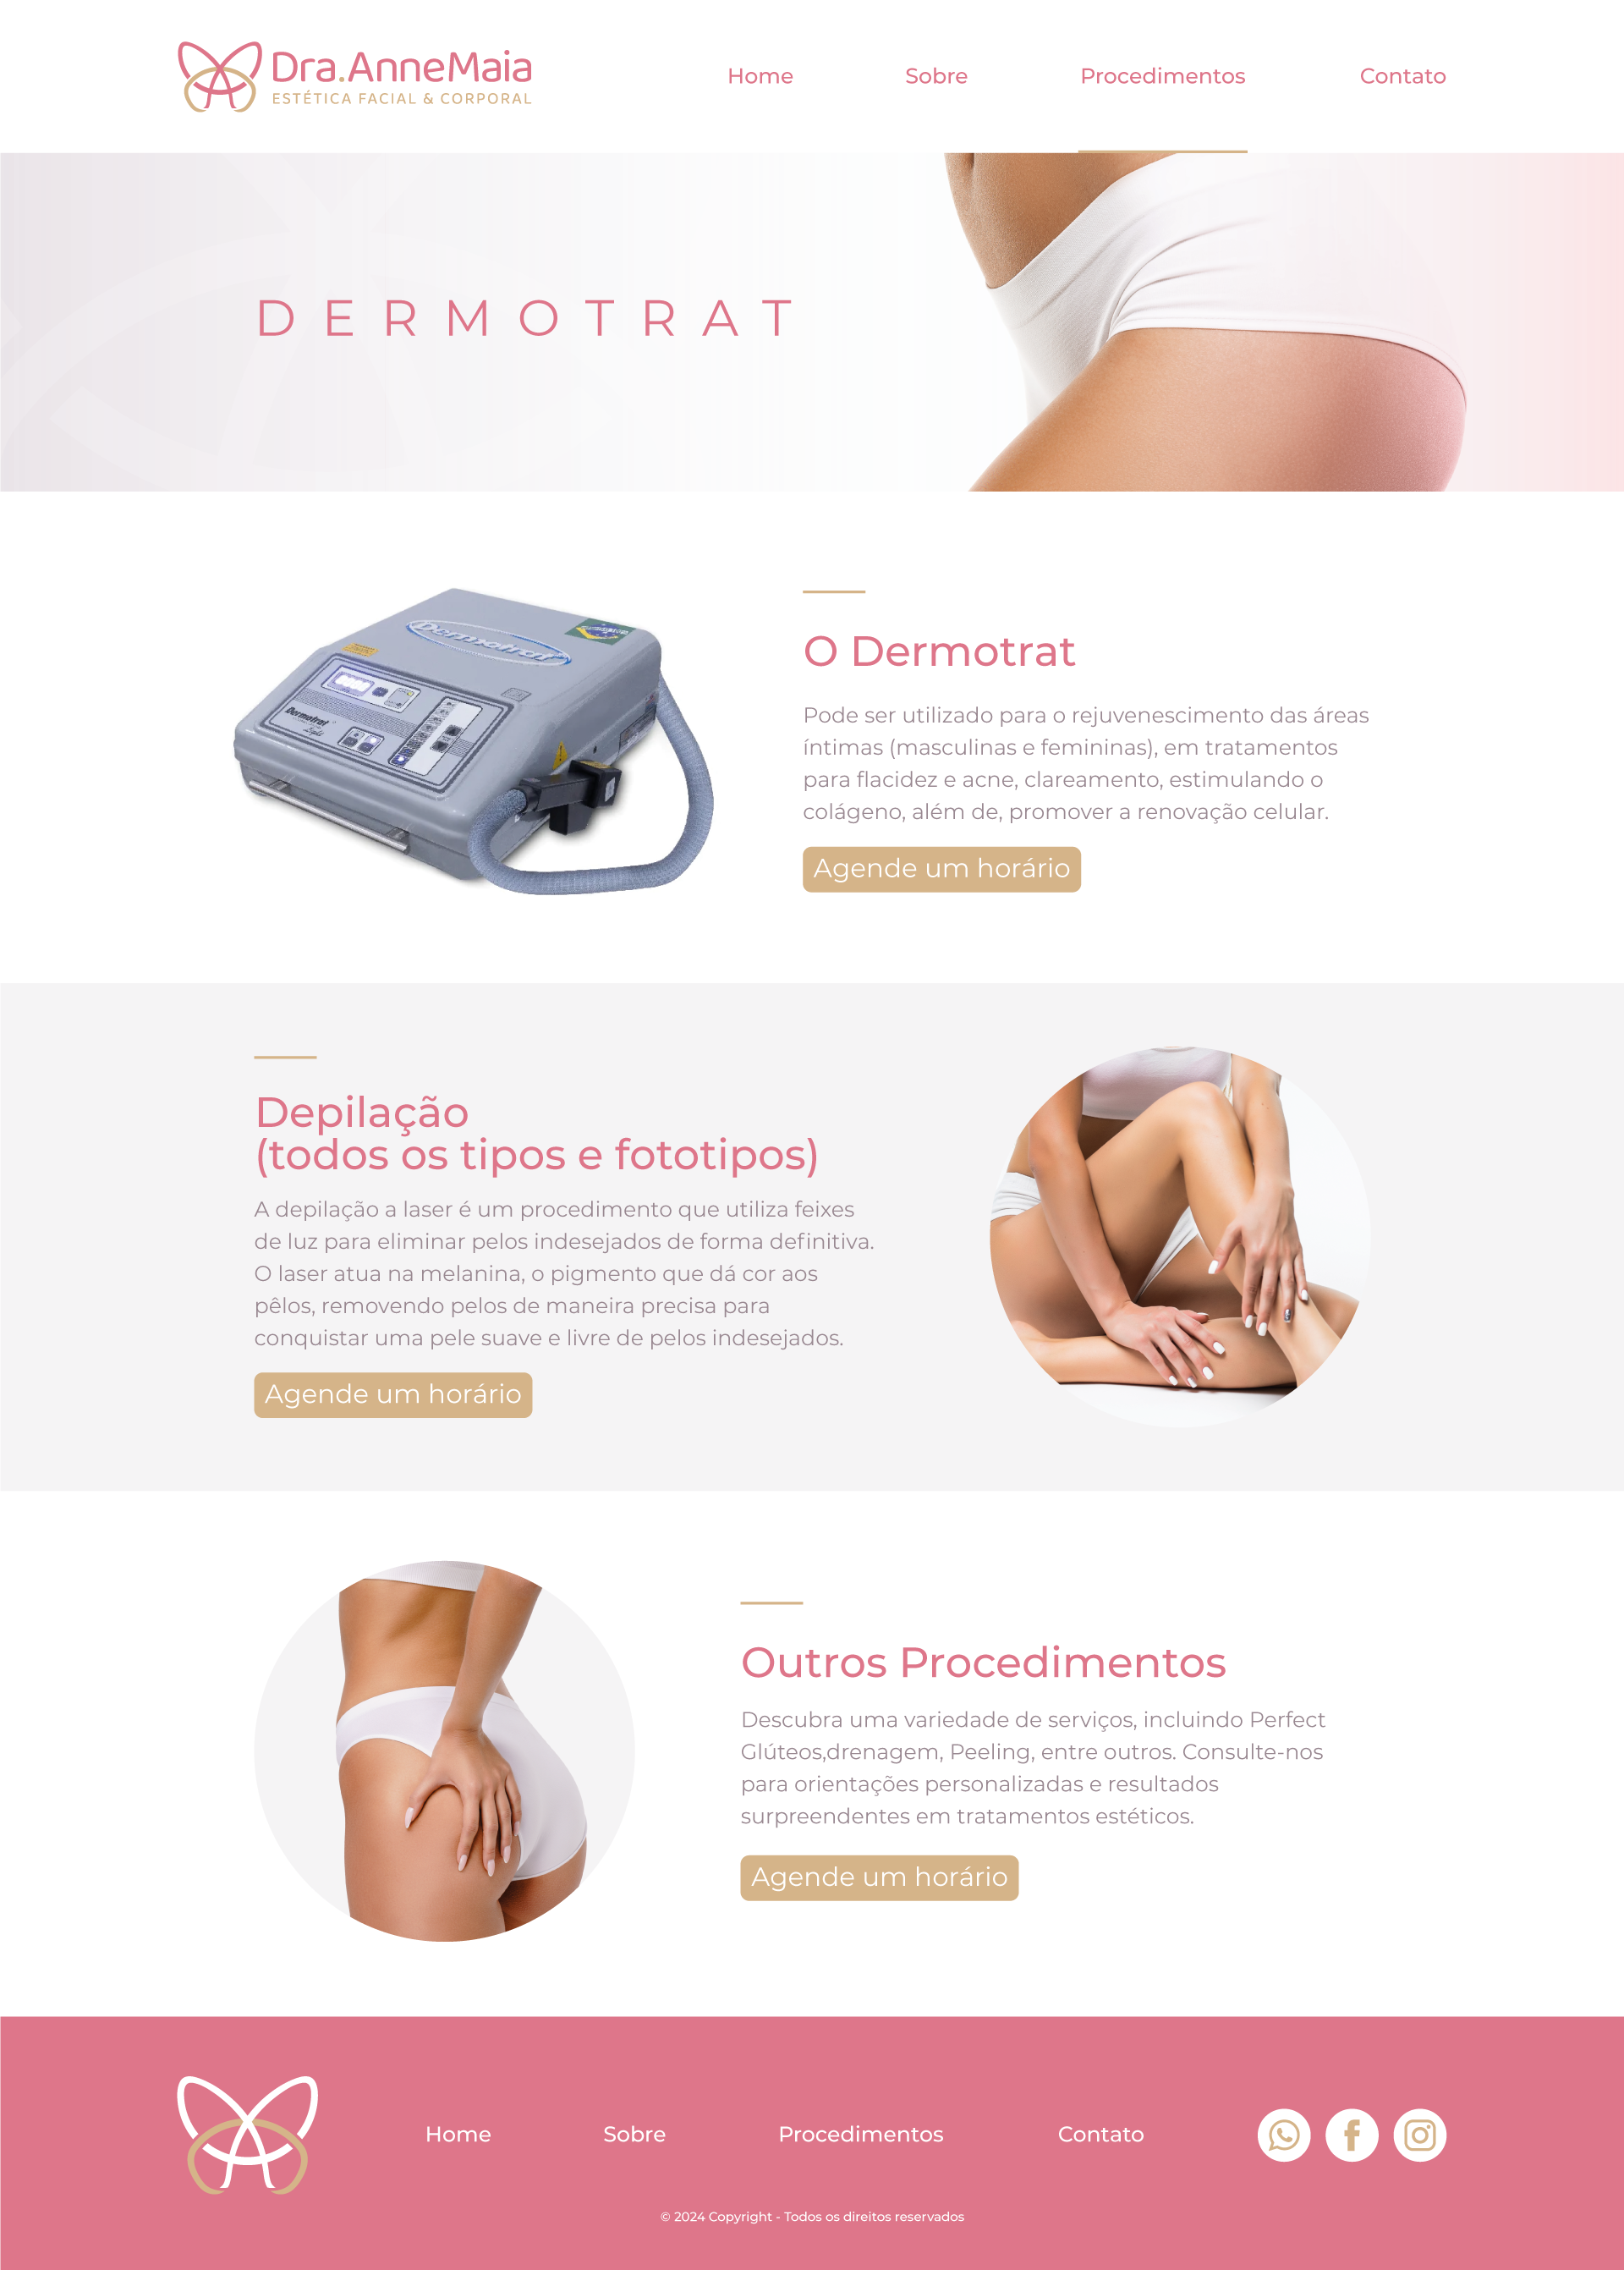 Dra.AnneMaia
ESTÉTICA FACIAL & CORPORAL
Home
Sobre
Procedimentos
Contato
DERMOTRAT
Dermotrat
Dermotrat
O Dermotrat
Pode ser utilizado para o rejuvenescimento das áreas
íntimas (masculinas e femininas), em tratamentos
para flacidez e acne, clareamento, estimulando o
colágeno, além de, promover a renovação celular.
Agende um horário
Depilação
(todos os tipos e fototipos)
A depilação a laser é um procedimento que utiliza feixes
de luz para eliminar pelos indesejados de forma definitiva.
O laser atua na melanina, o pigmento que dá cor aos
pêlos, removendo pelos de maneira precisa para
conquistar uma pele suave e livre de pelos indesejados.
Agende um horário
Outros Procedimentos
Descubra uma variedade de serviços, incluindo Perfect
Glúteos,drenagem, Peeling, entre outros. Consulte-nos
para orientações personalizadas e resultados
surpreendentes em tratamentos estéticos.
Agende um horário
Home
Sobre
Procedimentos
Contato
© 2024 Copyright - Todos os direitos reservados